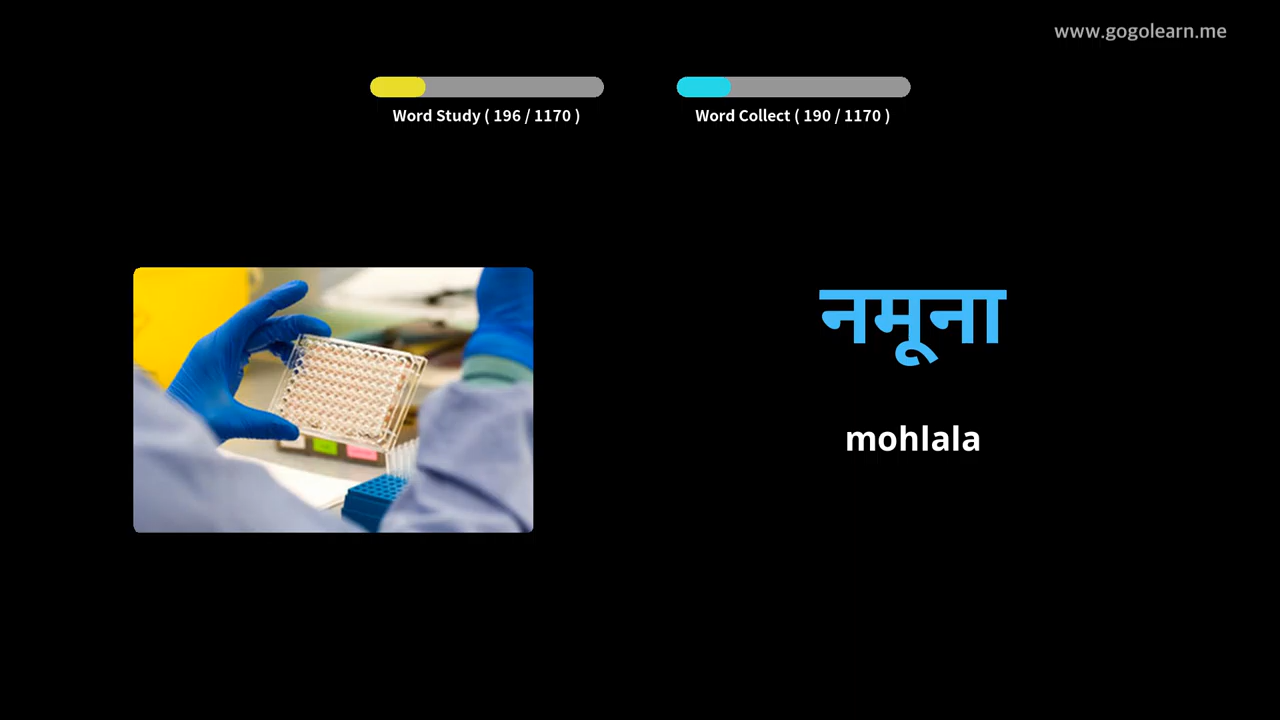 www.gogolearn.me
Word Study ( 196 / 1170 )
Word Collect ( 190 / 1170 )
नमूना
mohlala